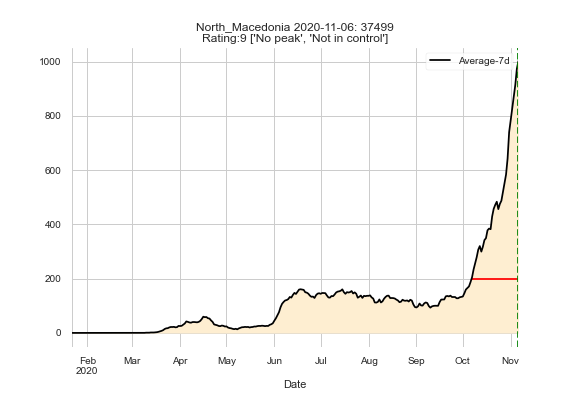 North_Macedonia 2020-11-06: 37499
Rating:9 ['No peak', 'Not in control']
Average-7d
1000
800
600
400
200
0
Feb Mar Apr May Jun Jul Aug Sep Oct Nov
2020
Date